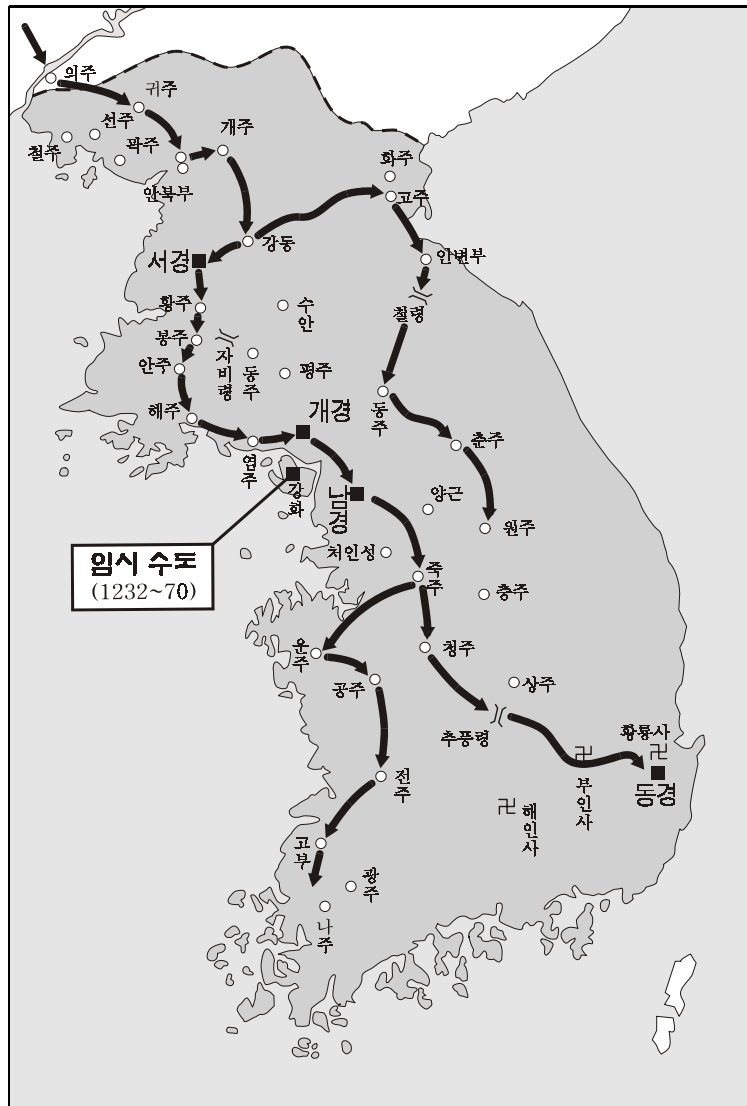 의주
귀주
선주
개주
철주
곽주
안북부
화주
고주
강동
서경
안변부
황주
수안
철령
봉주
자비령
동주
안주
평주
해주
개경
동주
춘주
염주
강화
남경
양근
원주
처인성
임시 수도
(1232~70)
죽주
충주
운주
청주
공주
상주
추풍령
황룡사
卍
卍
부인사
동경
전주
卍
해인사
고부
광주
나주